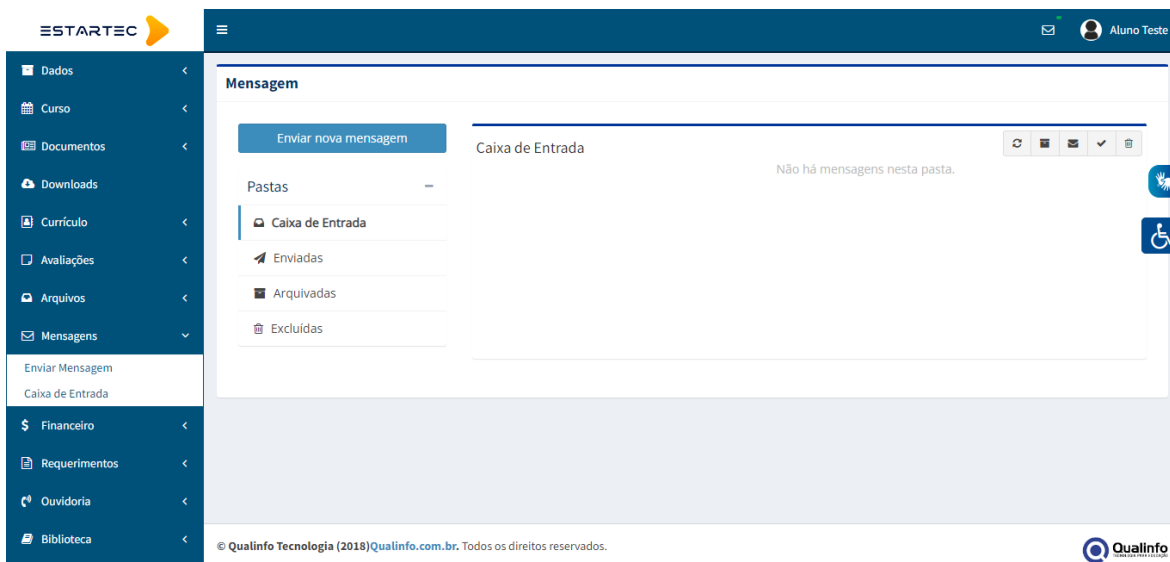 ESTARTEC
Aluno Teste
Dados
Curso
Documentos
Downloads
Currículo
Avaliações
Arquivos
Mensagens
Enviar Mensagem
Caixa de Entrada
Financeiro
Requerimentos
Ouvidoria
Biblioteca
Mensagem
Enviar nova mensagem
Pastas
Caixa de Entrada
Enviadas
Arquivadas
Excluídas
Caixa de Entrada
Não há mensagens nesta pasta.
© Qualinfo Tecnologia (2018)Qualinfo.com.br. Todos os direitos reservados.
Qualinfo